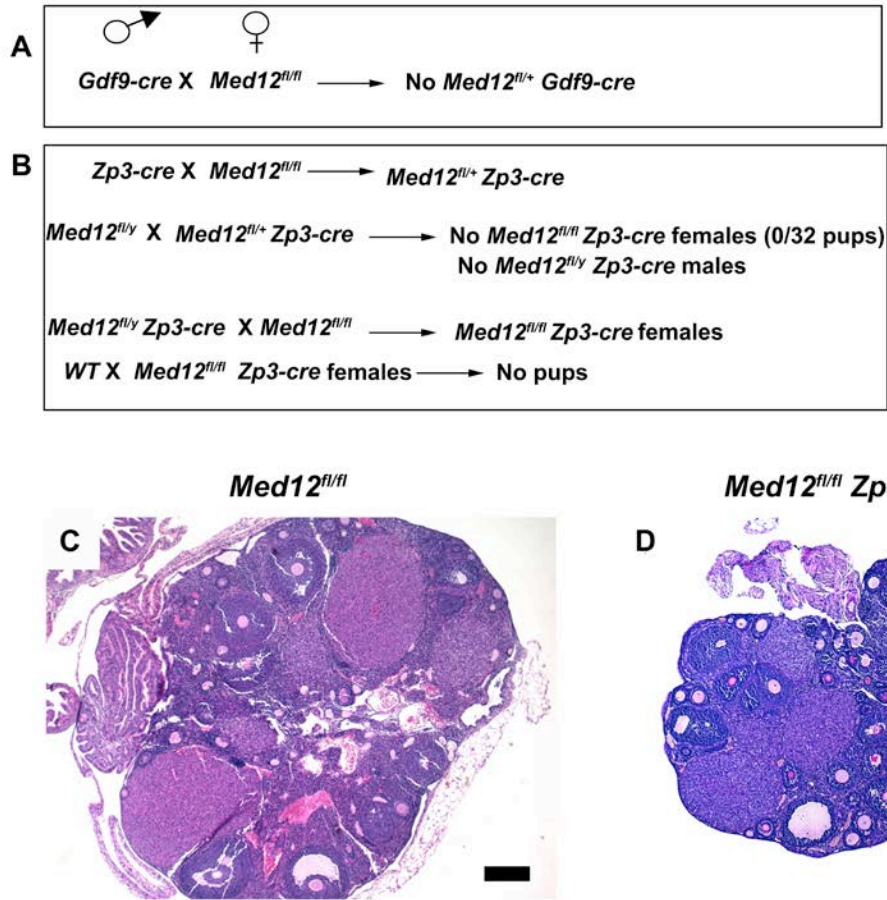 A
Gdf9-cre X Med12fl/fl → No Med12fl/+ Gdf9-cre
B
Zp3-cre X Med12fl/fl → Med12fl/+ Zp3-cre
Med12fl/y X Med12fl/+ Zp3-cre → No Med12fl/fl Zp3-cre females (0/32 pups)
No Med12fl/y Zp3-cre males
Med12fl/y Zp3-cre X Med12fl/fl → Med12fl/fl Zp3-cre females
WT X Med12fl/fl Zp3-cre females → No pups
Med12fl/fl
Med12fl/fl Zp
C
D